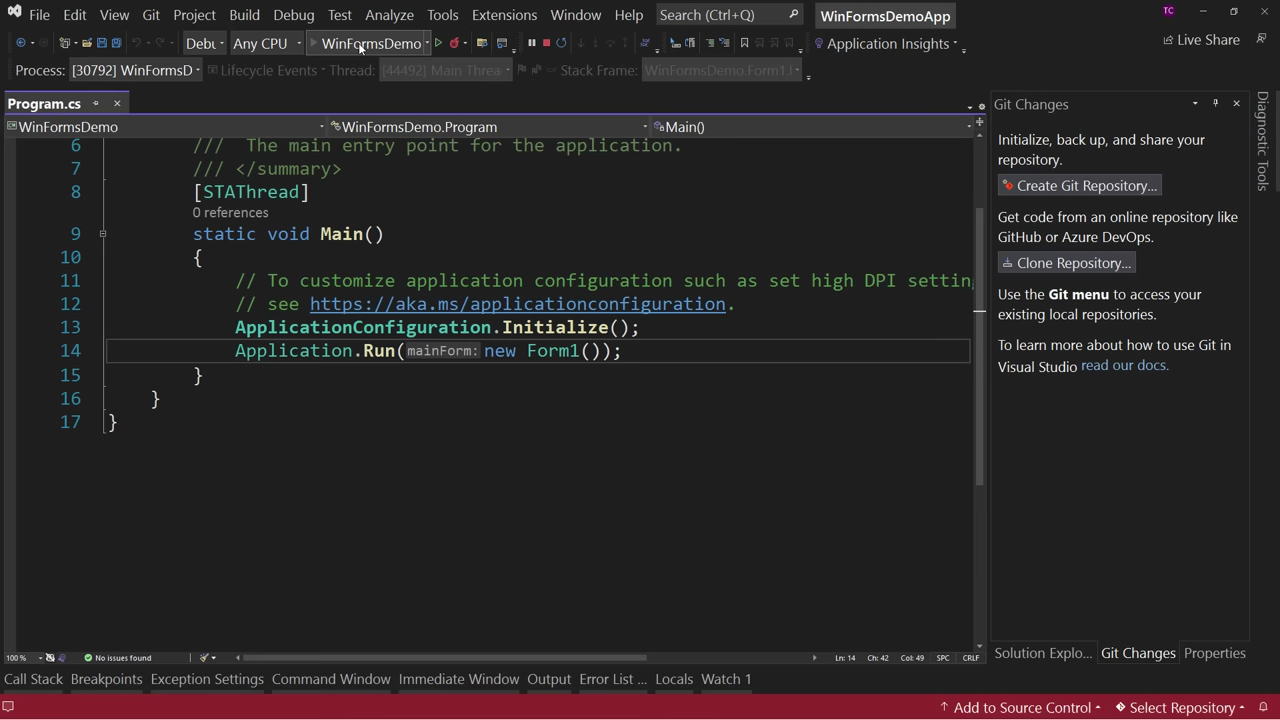 File Edit View Git Project Build Debug Test Analyze Tools Extensions Window Help Search (Ctrl+Q) WinFormsDemoApp TC
Debu Any CPU WinFormsDemo Application Insights Live Share
Process: [30792] WinFormsD Lifecycle Events Thread: [44492] Main Threa Stack Frame: WinFormsDemo.Form1.
Program.cs
WinFormsDemo WinFormsDemo.Program Main()
6 /// The main entry point for the application.
7 /// </summary>
8 [STAThread]
0 references
9 static void Main()
10 {
11 // To customize application configuration such as set high DPI settin
12 // see https://aka.ms/applicationconfiguration.
13 ApplicationConfiguration.Initialize();
14 Application.Run(mainForm: new Form1());
15 }
16 }
17 }
Git Changes
Initialize, back up, and share your
repository.
Create Git Repository...
Get code from an online repository like
GitHub or Azure DevOps.
Clone Repository...
Use the Git menu to access your
existing local repositories.
To learn more about how to use Git in
Visual Studio read our docs.
Diagnostic Tools
Solution Explo... Git Changes Properties
100 % No issues found Ln: 14 Ch: 42 Col: 49 SPC CRLF
Call Stack Breakpoints Exception Settings Command Window Immediate Window Output Error List ... Locals Watch 1
Add to Source Control Select Repository